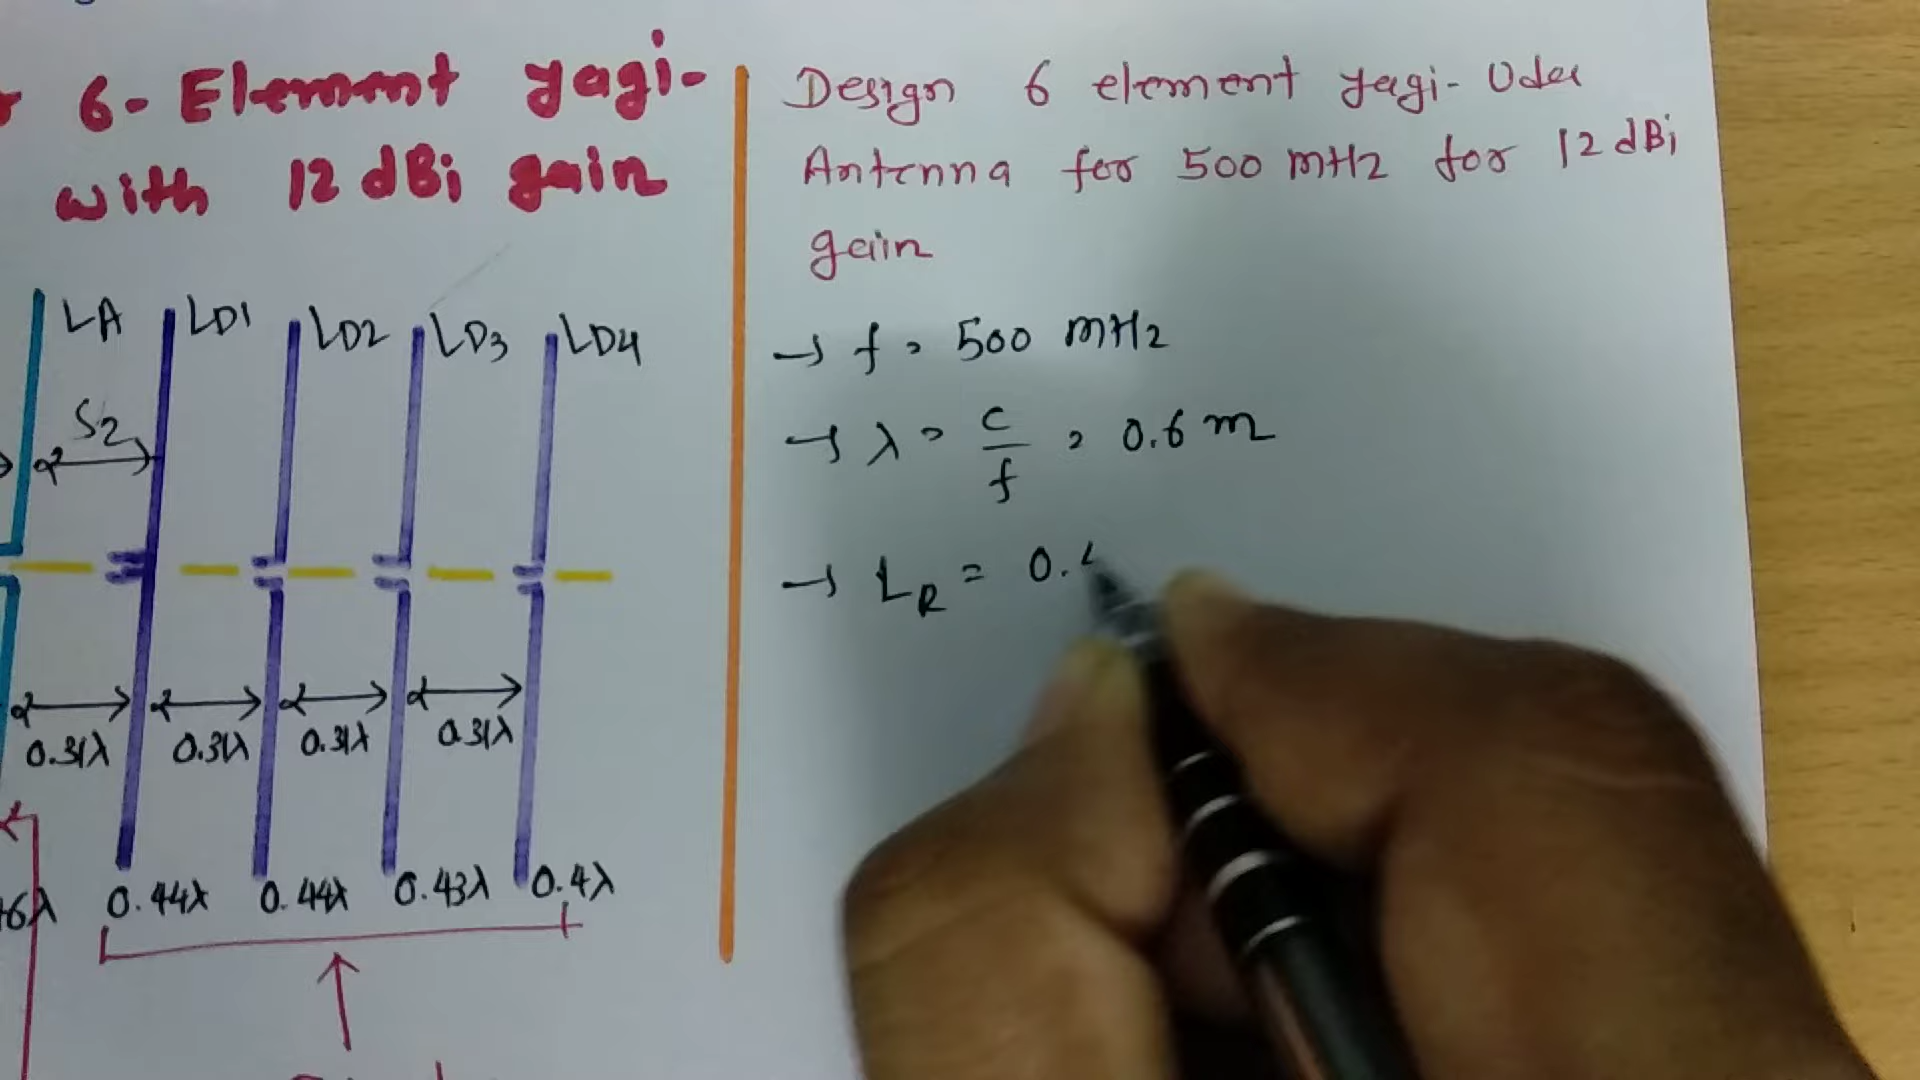 6- Element yagi-
with 12 dBi gain
LA LD1 LD2 LD3 LD4
S2
0.31λ 0.31λ 0.31λ 0.31λ
0.44λ 0.44λ 0.43λ 0.4λ
Design 6 element yagi- Uda
Antenna for 500 MHz for 12 dBi
gain
→ f = 500 MHz
→ λ = c/f = 0.6 m
→ LR = 0.4